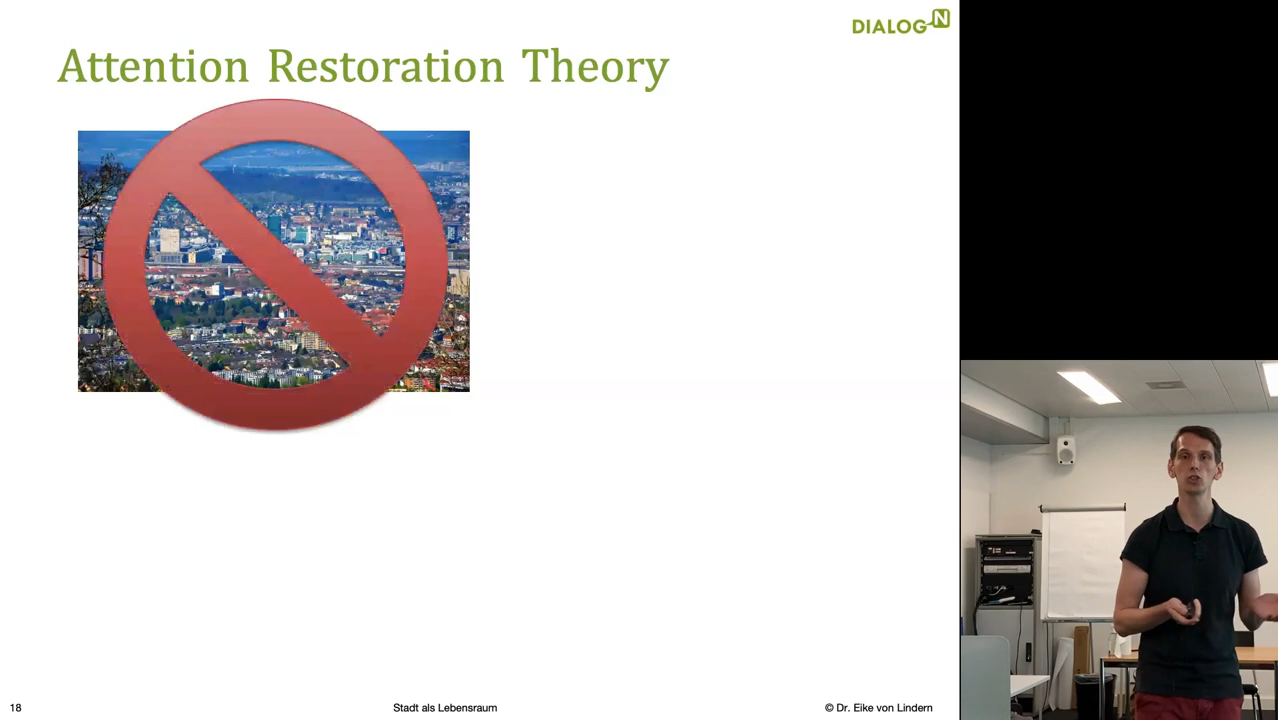 DIALOG N
Attention Restoration Theory
18
Stadt als Lebensraum
© Dr. Eike von Lindern